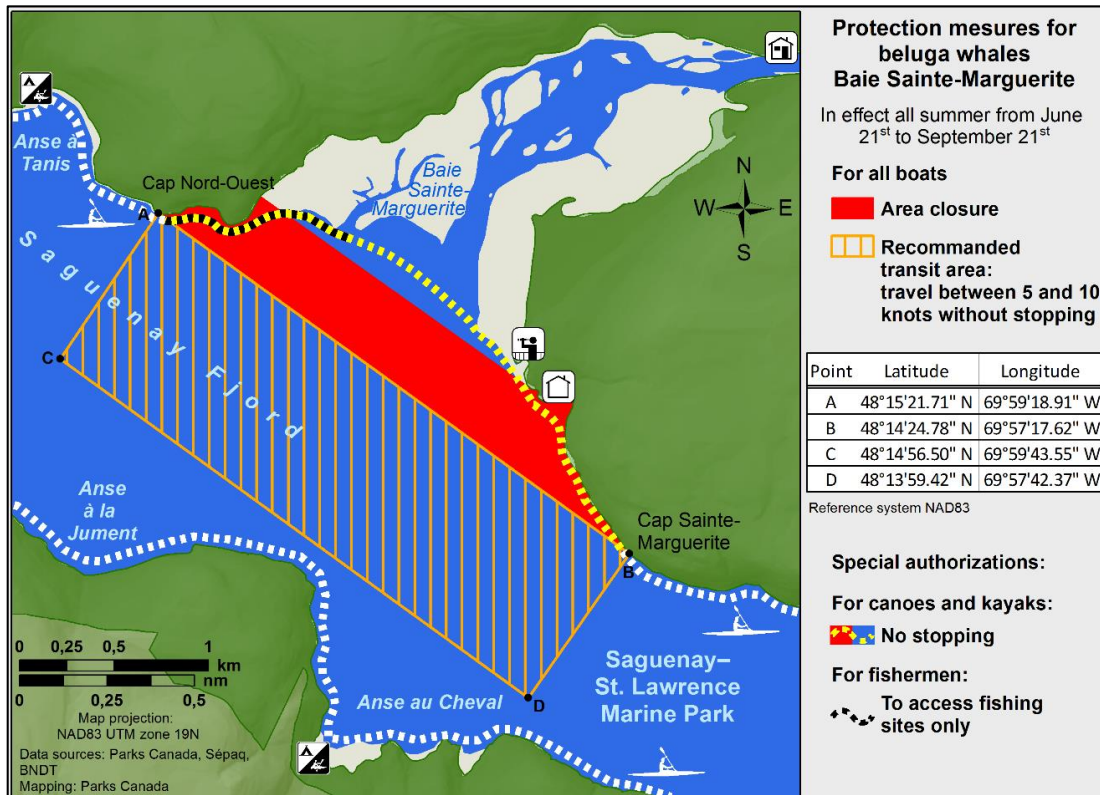 Anse à
Tanis
Cap Nord-Ouest
A
Baie
Sainte-
Marguerite
N
W E
S
Saguenay Fjord
C
Anse
à la
Jument
Cap Sainte-
Marguerite
B
D
Anse au Cheval
Saguenay–
St. Lawrence
Marine Park
0 0,25 0,5 1
km
nm
0 0,25 0,5
Map projection:
NAD83 UTM zone 19N
Data sources: Parks Canada, Sépaq,
BNDT
Mapping: Parks Canada
Protection mesures for
beluga whales
Baie Sainte-Marguerite
In effect all summer from June
21st to September 21st
For all boats
Area closure
Recommanded
transit area:
travel between 5 and 10
knots without stopping
Point Latitude Longitude
A 48°15'21.71" N 69°59'18.91" W
B 48°14'24.78" N 69°57'17.62" W
C 48°14'56.50" N 69°59'43.55" W
D 48°13'59.42" N 69°57'42.37" W
Reference system NAD83
Special authorizations:
For canoes and kayaks:
No stopping
For fishermen:
To access fishing
sites only